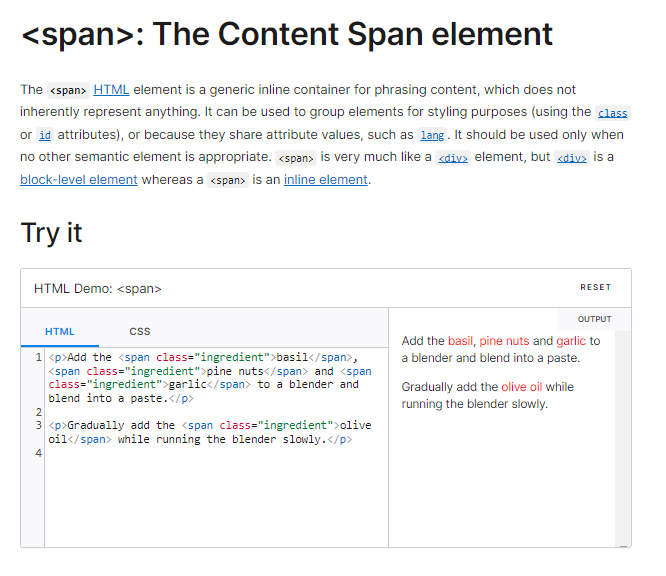 <span>: The Content Span element
The <span> HTML element is a generic inline container for phrasing content, which does not
inherently represent anything. It can be used to group elements for styling purposes (using the class
or id attributes), or because they share attribute values, such as lang. It should be used only when
no other semantic element is appropriate. <span> is very much like a <div> element, but <div> is a
block-level element whereas a <span> is an inline element.
Try it
HTML Demo: <span>
RESET
HTML CSS
1 <p>Add the <span class="ingredient">basil</span>,
<span class="ingredient">pine nuts</span> and <span
class="ingredient">garlic</span> to a blender and
blend into a paste.</p>
2
3 <p>Gradually add the <span class="ingredient">olive
oil</span> while running the blender slowly.</p>
4
OUTPUT
Add the basil, pine nuts and garlic to
a blender and blend into a paste.
Gradually add the olive oil while
running the blender slowly.